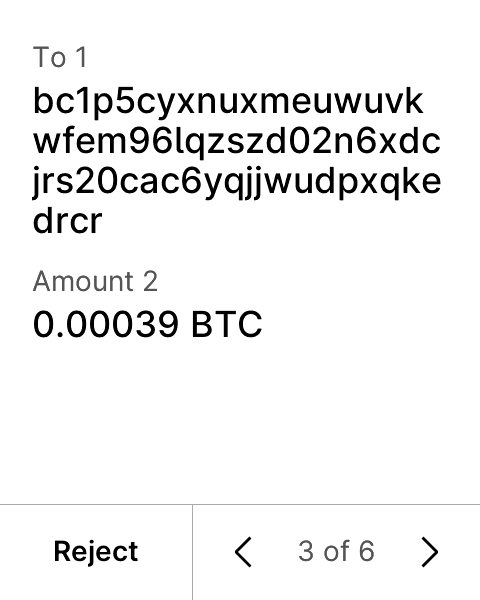 To 1
bc1p5cyxnuxmeuwuvk
wfem96lqzszd02n6xdc
jrs20cac6yqjjwudpxqke
drcr
Amount 2
0.00039 BTC
Reject
3 of 6